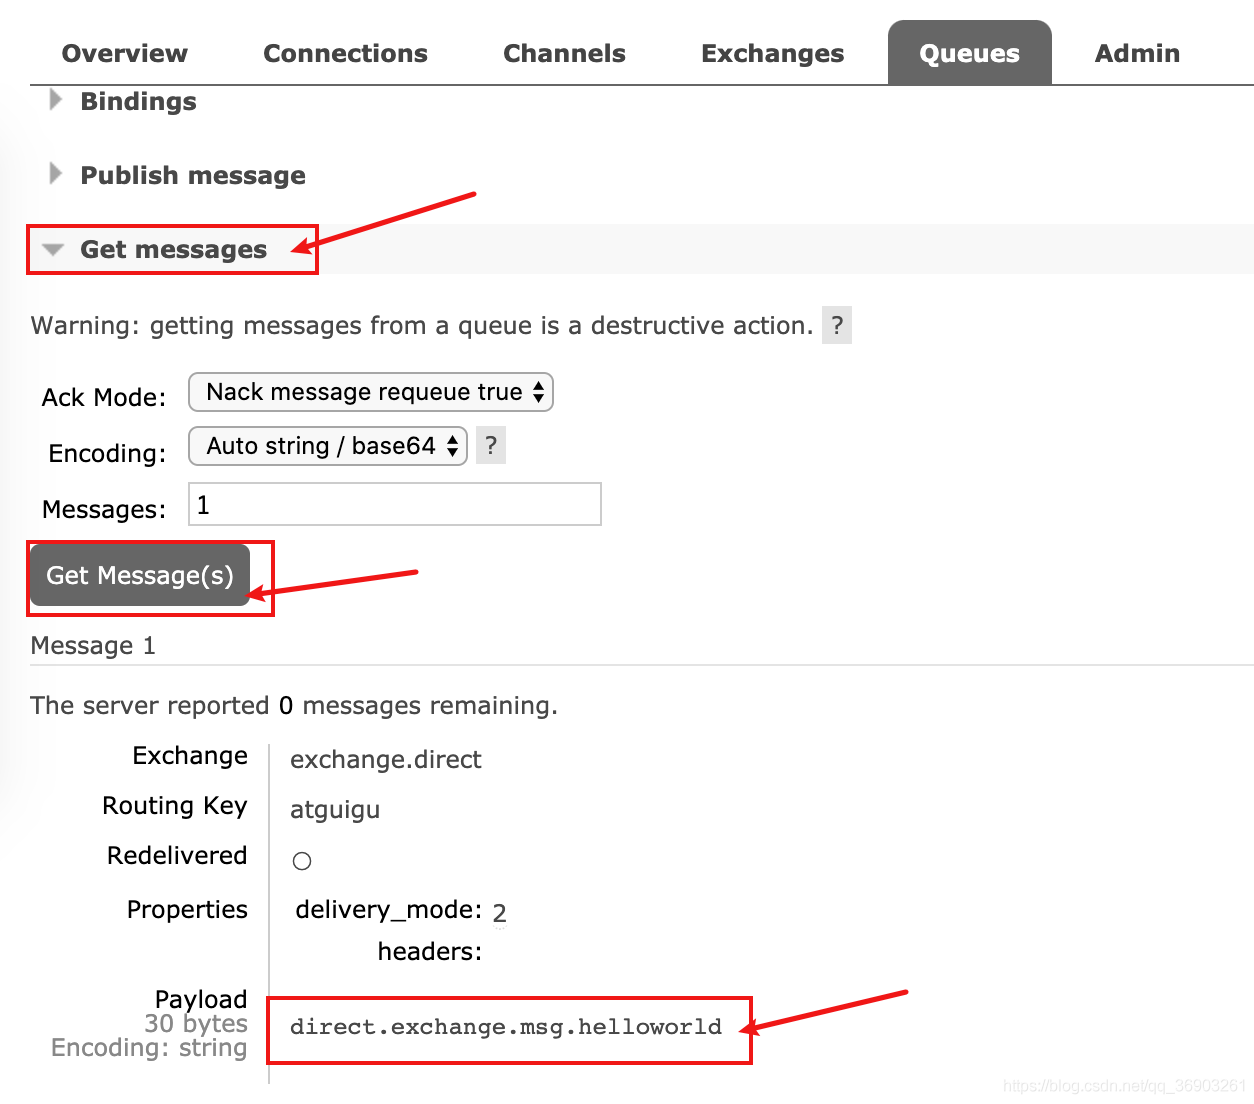 Overview Connections Channels Exchanges Queues Admin
Bindings
Publish message
Get messages
Warning: getting messages from a queue is a destructive action. ?
Ack Mode: Nack message requeue true
Encoding: Auto string / base64 ?
Messages: 1
Get Message(s)
Message 1
The server reported 0 messages remaining.
Exchange exchange.direct
Routing Key atguigu
Redelivered ○
Properties delivery_mode: 2
headers:
Payload
30 bytes
direct.exchange.msg.helloworld
Encoding: string
https://blog.csdn.net/qq_36903261